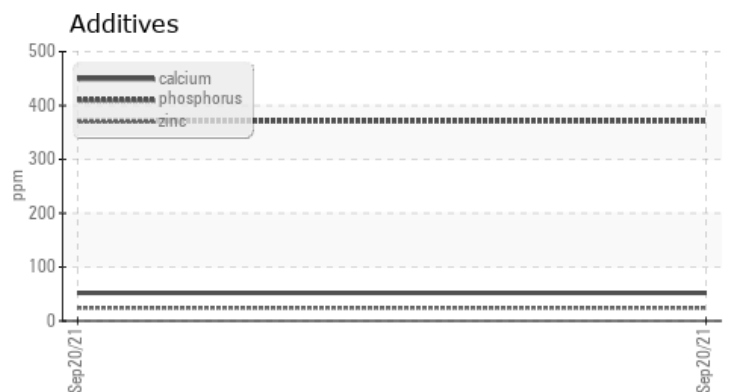 Additives
500
400
300
200
100
0
ppm
calcium
phosphorus
zinc
Sep20/21
Sep20/21